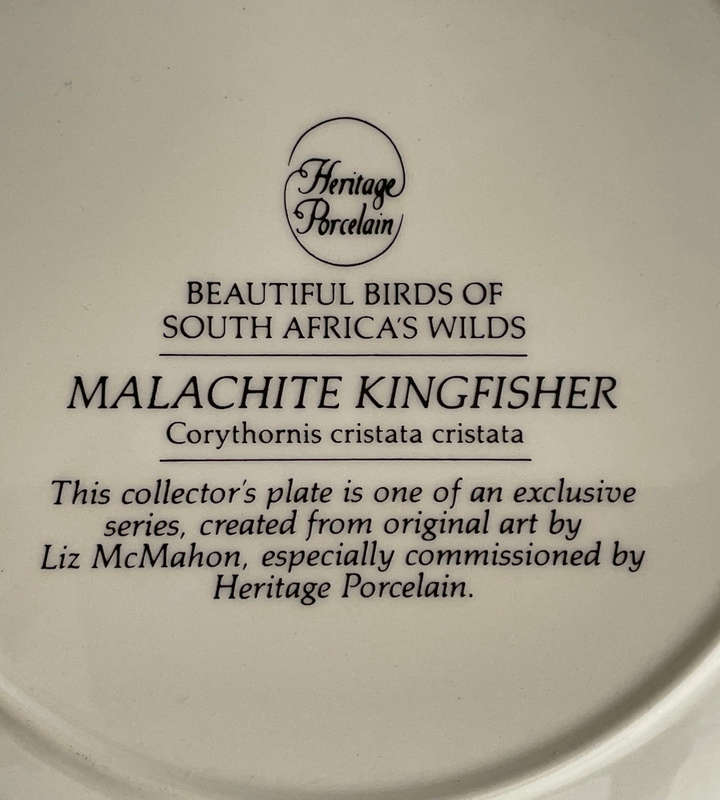 Heritage
Porcelain
BEAUTIFUL BIRDS OF
SOUTH AFRICA'S WILDS
MALACHITE KINGFISHER
Corythornis cristata cristata
This collector's plate is one of an exclusive
series, created from original art by
Liz McMahon, especially commissioned by
Heritage Porcelain.